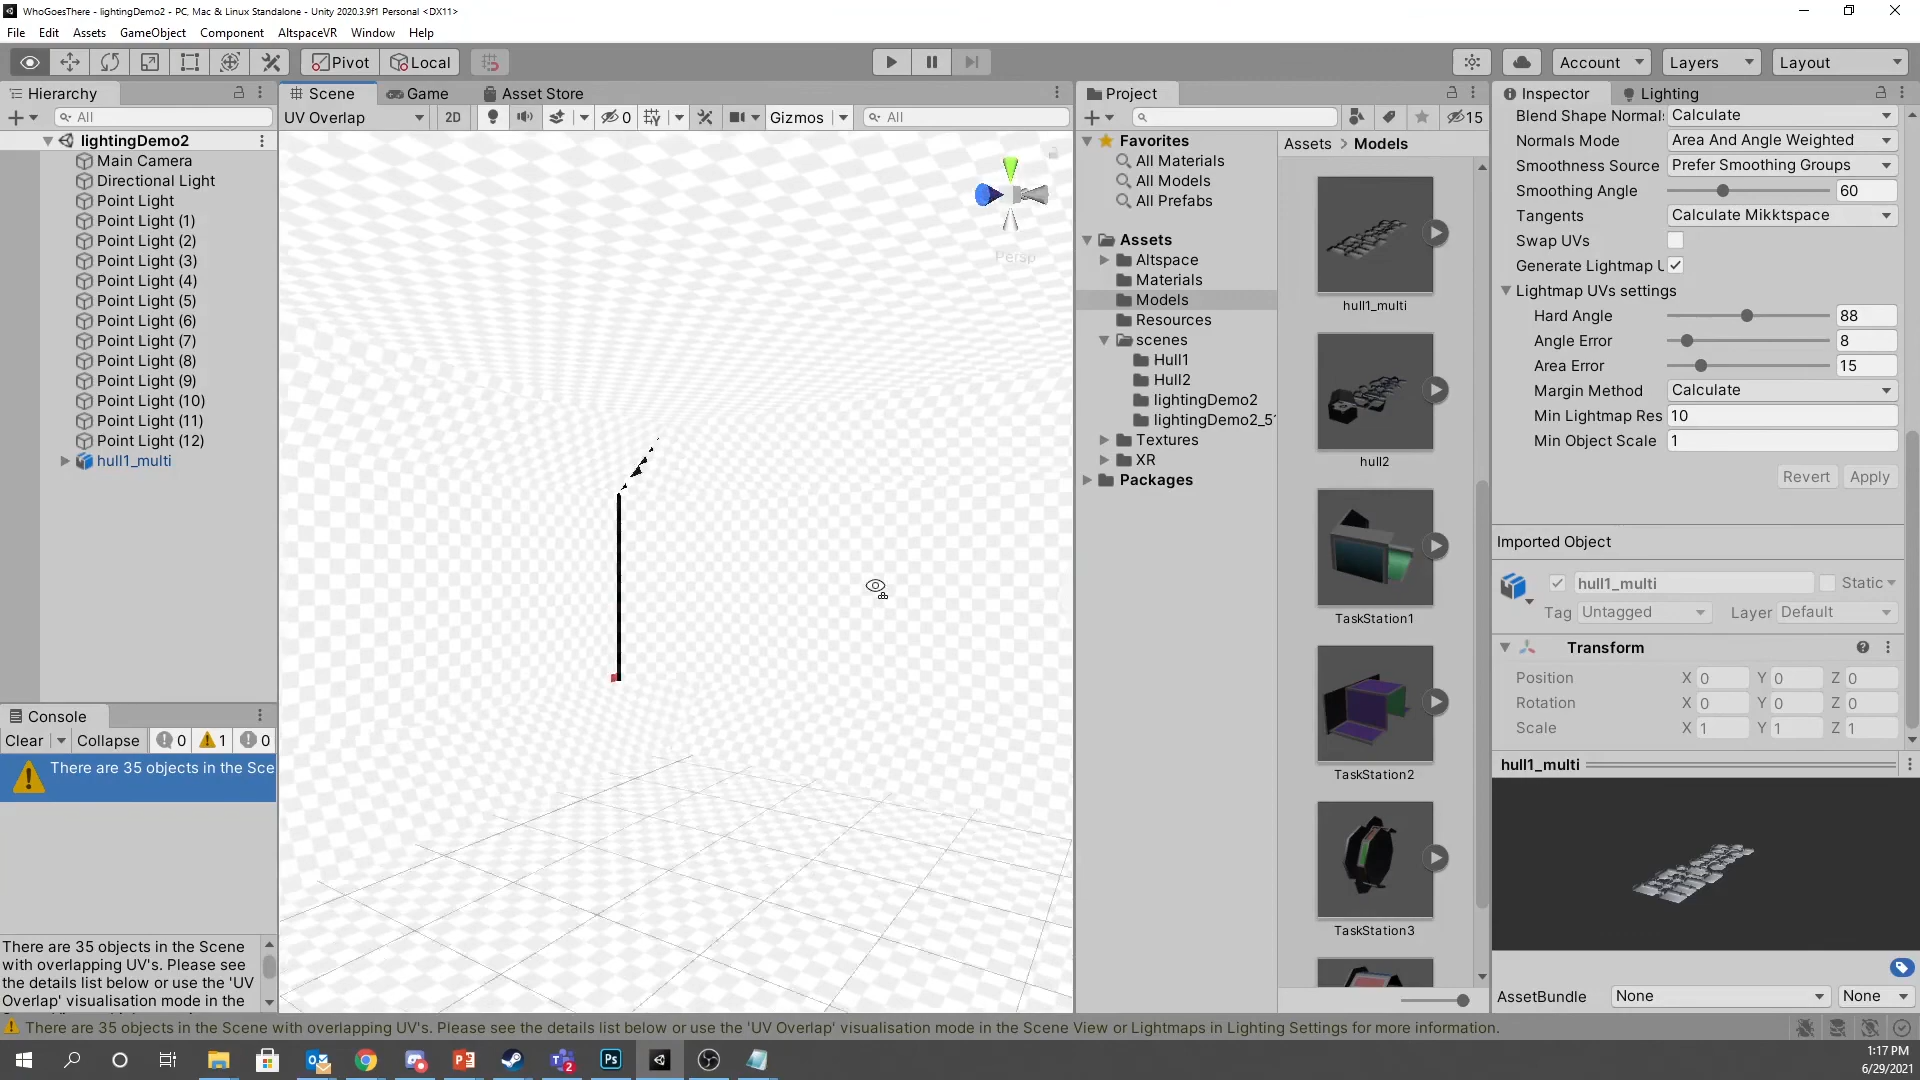 WhoGoesThere - lightingDemo2 - PC, Mac & Linux Standalone - Unity 2020.3.9f1 Personal <DX11>
File Edit Assets GameObject Component AltspaceVR Window Help
Pivot Local Account Layers Layout
Hierarchy
All
lightingDemo2
Main Camera
Directional Light
Point Light
Point Light (1)
Point Light (2)
Point Light (3)
Point Light (4)
Point Light (5)
Point Light (6)
Point Light (7)
Point Light (8)
Point Light (9)
Point Light (10)
Point Light (11)
Point Light (12)
hull1_multi
Console
Clear Collapse 0 1 0
There are 35 objects in the Sce
There are 35 objects in the Scene
with overlapping UV's. Please see
the details list below or use the 'UV
Overlap' visualisation mode in the
Scene Game Asset Store
UV Overlap 2D 0 Gizmos All
Persp
Project
15
Favorites
All Materials
All Models
All Prefabs
Assets
Altspace
Materials
Models
Resources
scenes
Hull1
Hull2
lightingDemo2
lightingDemo2_5
Textures
XR
Packages
Assets > Models
hull1_multi
hull2
TaskStation1
TaskStation2
TaskStation3
Inspector Lighting
Blend Shape Normal Calculate
Normals Mode Area And Angle Weighted
Smoothness Source Prefer Smoothing Groups
Smoothing Angle 60
Tangents Calculate Mikktspace
Swap UVs
Generate Lightmap U
Lightmap UVs settings
Hard Angle 88
Angle Error 8
Area Error 15
Margin Method Calculate
Min Lightmap Res 10
Min Object Scale 1
Revert Apply
Imported Object
hull1_multi Static
Tag Untagged Layer Default
Transform
Position X 0 Y 0 Z 0
Rotation X 0 Y 0 Z 0
Scale X 1 Y 1 Z 1
hull1_multi
AssetBundle None None
There are 35 objects in the Scene with overlapping UV's. Please see the details list below or use the 'UV Overlap' visualisation mode in the Scene View or Lightmaps in Lighting Settings for more information.
Ps
2
1:17 PM
6/29/2021